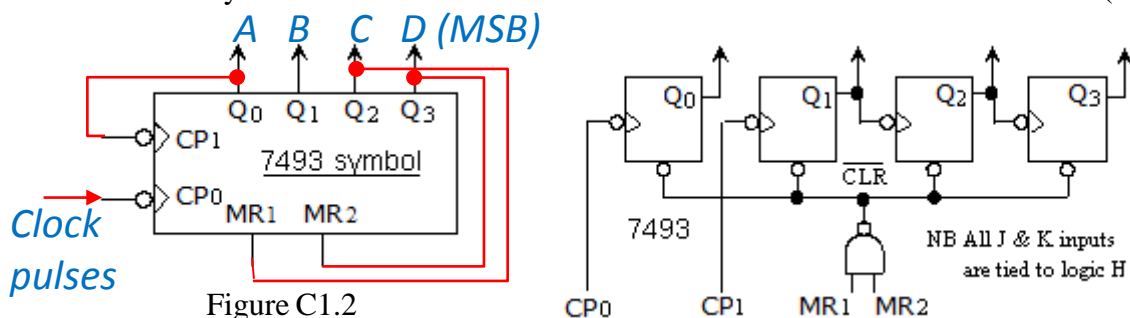 A B C D (MSB)
Q0 Q1 Q2 Q3
CP1
7493 symbol
CP0
MR1 MR2
Clock
pulses
Figure C1.2
Q0 Q1 Q2 Q3
CLR
7493
NB All J & K inputs
are tied to logic H
CP0 CP1 MR1 MR2